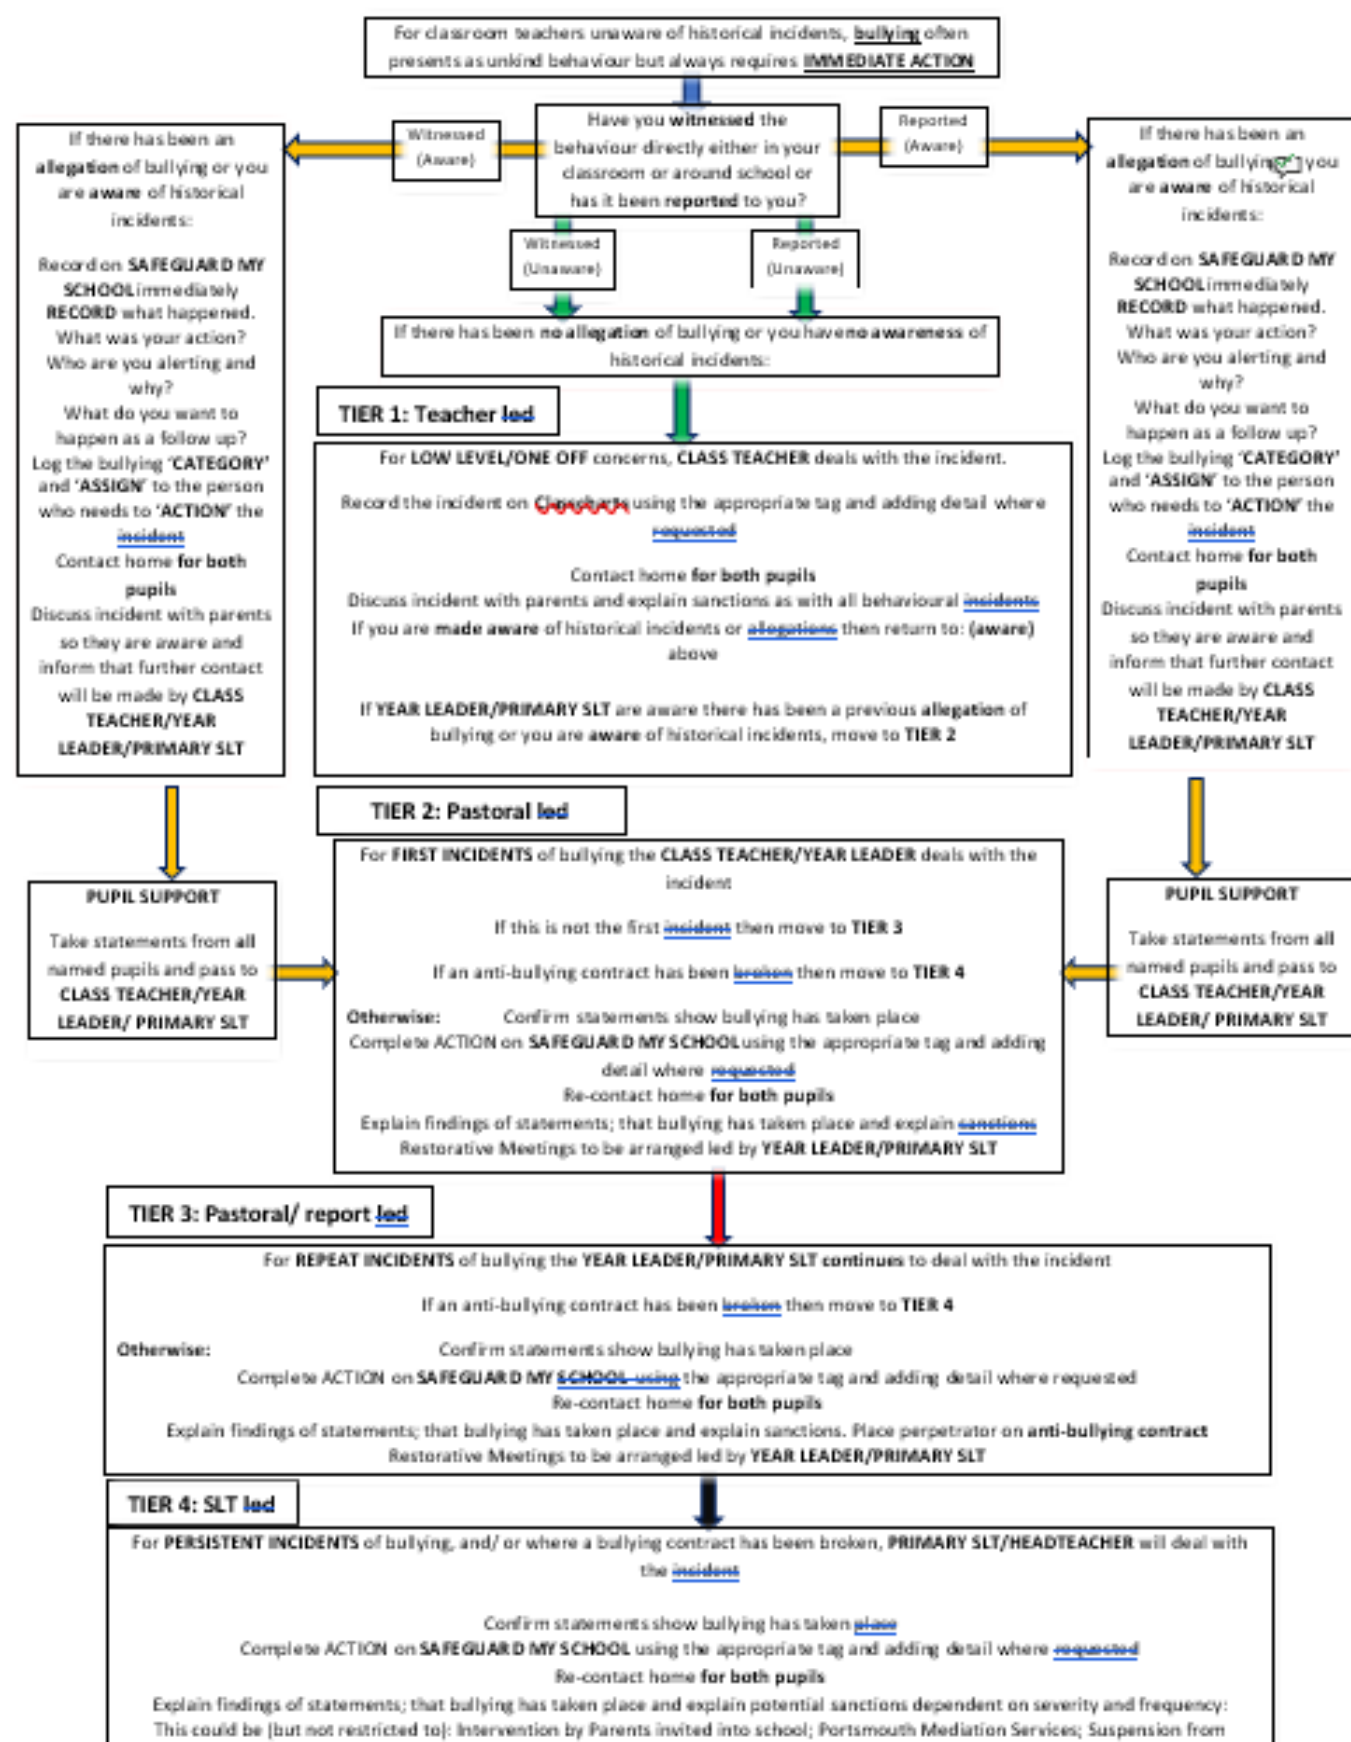 For classroom teachers unaware of historical incidents, bullying often
presents as unkind behaviour but always requires IMMEDIATE ACTION
Witnessed
(Aware)
Have you witnessed the
behaviour directly either in your
classroom or around school or
has it been reported to you?
Reported
(Aware)
If there has been an
allegation of bullying or you
are aware of historical
incidents:
Record on SAFEGUARD MY
SCHOOL immediately
RECORD what happened.
What was your action?
Who are you alerting and
why?
What do you want to
happen as a follow up?
Log the bullying 'CATEGORY'
and 'ASSIGN' to the person
who needs to 'ACTION' the
incident
Contact home for both
pupils
Discuss incident with parents
so they are aware and
inform that further contact
will be made by CLASS
TEACHER/YEAR
LEADER/PRIMARY SLT
If there has been an
allegation of bullying you
are aware of historical
incidents:
Record on SAFEGUARD MY
SCHOOL immediately
RECORD what happened.
What was your action?
Who are you alerting and
why?
What do you want to
happen as a follow up?
Log the bullying 'CATEGORY'
and 'ASSIGN' to the person
who needs to 'ACTION' the
incident
Contact home for both
pupils
Discuss incident with parents
so they are aware and
inform that further contact
will be made by CLASS
TEACHER/YEAR
LEADER/PRIMARY SLT
Witnessed
(Unaware)
Reported
(Unaware)
If there has been no allegation of bullying or you have no awareness of
historical incidents:
TIER 1: Teacher led
For LOW LEVEL/ONE OFF concerns, CLASS TEACHER deals with the incident.
Record the incident on Classcharts using the appropriate tag and adding detail where
requested
Contact home for both pupils
Discuss incident with parents and explain sanctions as with all behavioural incidents
If you are made aware of historical incidents or allegations then return to: (aware)
above
If YEAR LEADER/PRIMARY SLT are aware there has been a previous allegation of
bullying or you are aware of historical incidents, move to TIER 2
TIER 2: Pastoral led
For FIRST INCIDENTS of bullying the CLASS TEACHER/YEAR LEADER deals with the
incident
If this is not the first incident then move to TIER 3
If an anti-bullying contract has been broken then move to TIER 4
Otherwise: Confirm statements show bullying has taken place
Complete ACTION on SAFEGUARD MY SCHOOL using the appropriate tag and adding
detail where requested
Re-contact home for both pupils
Explain findings of statements; that bullying has taken place and explain sanctions
Restorative Meetings to be arranged led by YEAR LEADER/PRIMARY SLT
PUPIL SUPPORT
Take statements from all
named pupils and pass to
CLASS TEACHER/YEAR
LEADER/ PRIMARY SLT
PUPIL SUPPORT
Take statements from all
named pupils and pass to
CLASS TEACHER/YEAR
LEADER/ PRIMARY SLT
TIER 3: Pastoral/ report led
For REPEAT INCIDENTS of bullying the YEAR LEADER/PRIMARY SLT continues to deal with the incident
If an anti-bullying contract has been broken then move to TIER 4
Otherwise: Confirm statements show bullying has taken place
Complete ACTION on SAFEGUARD MY SCHOOL using the appropriate tag and adding detail where requested
Re-contact home for both pupils
Explain findings of statements; that bullying has taken place and explain sanctions. Place perpetrator on anti-bullying contract
Restorative Meetings to be arranged led by YEAR LEADER/PRIMARY SLT
TIER 4: SLT led
For PERSISTENT INCIDENTS of bullying, and/ or where a bullying contract has been broken, PRIMARY SLT/HEADTEACHER will deal with
the incident
Confirm statements show bullying has taken place
Complete ACTION on SAFEGUARD MY SCHOOL using the appropriate tag and adding detail where requested
Re-contact home for both pupils
Explain findings of statements; that bullying has taken place and explain potential sanctions dependent on severity and frequency:
This could be (but not restricted to): Intervention by Parents invited into school; Portsmouth Mediation Services; Suspension from